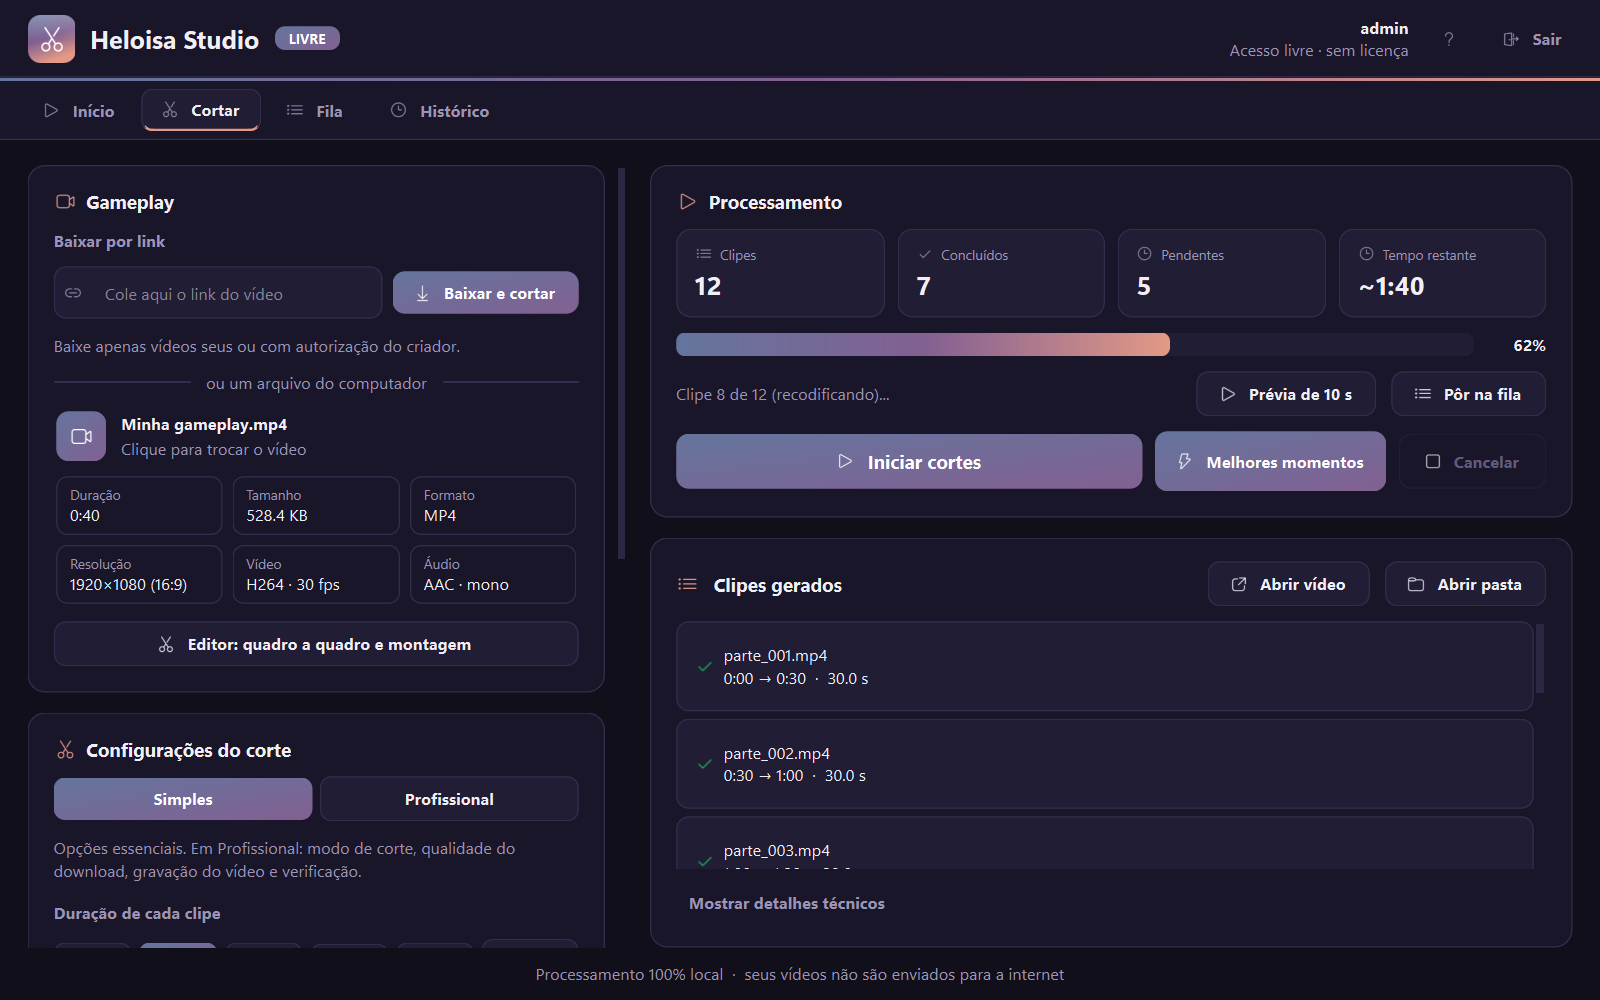 Heloisa Studio
LIVRE
admin
Acesso livre · sem licença
?
Sair
Início
Cortar
Fila
Histórico
Gameplay
Baixar por link
Cole aqui o link do vídeo
Baixar e cortar
Baixe apenas vídeos seus ou com autorização do criador.
ou um arquivo do computador
Minha gameplay.mp4
Clique para trocar o vídeo
Duração
0:40
Tamanho
528.4 KB
Formato
MP4
Resolução
1920×1080 (16:9)
Vídeo
H264 · 30 fps
Áudio
AAC · mono
Editor: quadro a quadro e montagem
Configurações do corte
Simples
Profissional
Opções essenciais. Em Profissional: modo de corte, qualidade do
download, gravação do vídeo e verificação.
Duração de cada clipe
Processamento
Clipes
12
Concluídos
7
Pendentes
5
Tempo restante
~1:40
62%
Clipe 8 de 12 (recodificando)...
Prévia de 10 s
Pôr na fila
Iniciar cortes
Melhores momentos
Cancelar
Clipes gerados
Abrir vídeo
Abrir pasta
parte_001.mp4
0:00 → 0:30 · 30.0 s
parte_002.mp4
0:30 → 1:00 · 30.0 s
parte_003.mp4
Mostrar detalhes técnicos
Processamento 100% local · seus vídeos não são enviados para a internet